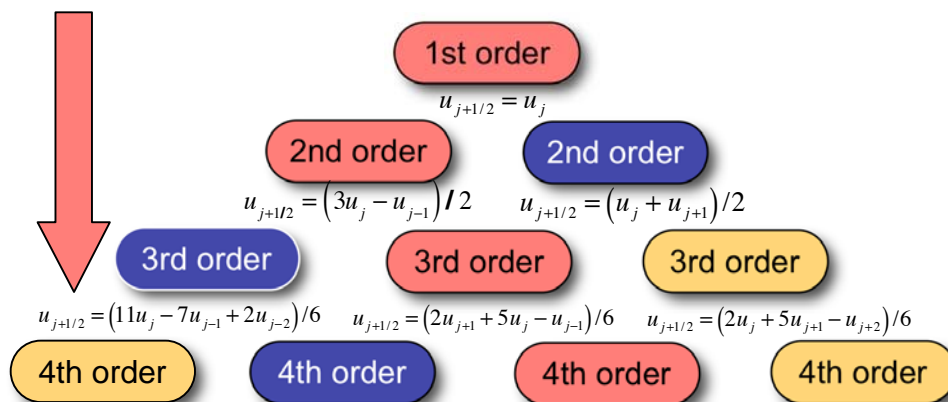 1st order
u_{j+1/2} = u_j
2nd order 2nd order
u_{j+1/2} = (3u_j − u_{j−1}) / 2 u_{j+1/2} = (u_j + u_{j+1}) / 2
3rd order 3rd order 3rd order
u_{j+1/2} = (11u_j − 7u_{j−1} + 2u_{j−2}) / 6 u_{j+1/2} = (2u_{j+1} + 5u_j − u_{j−1}) / 6 u_{j+1/2} = (2u_j + 5u_{j+1} − u_{j+2}) / 6
4th order 4th order 4th order 4th order